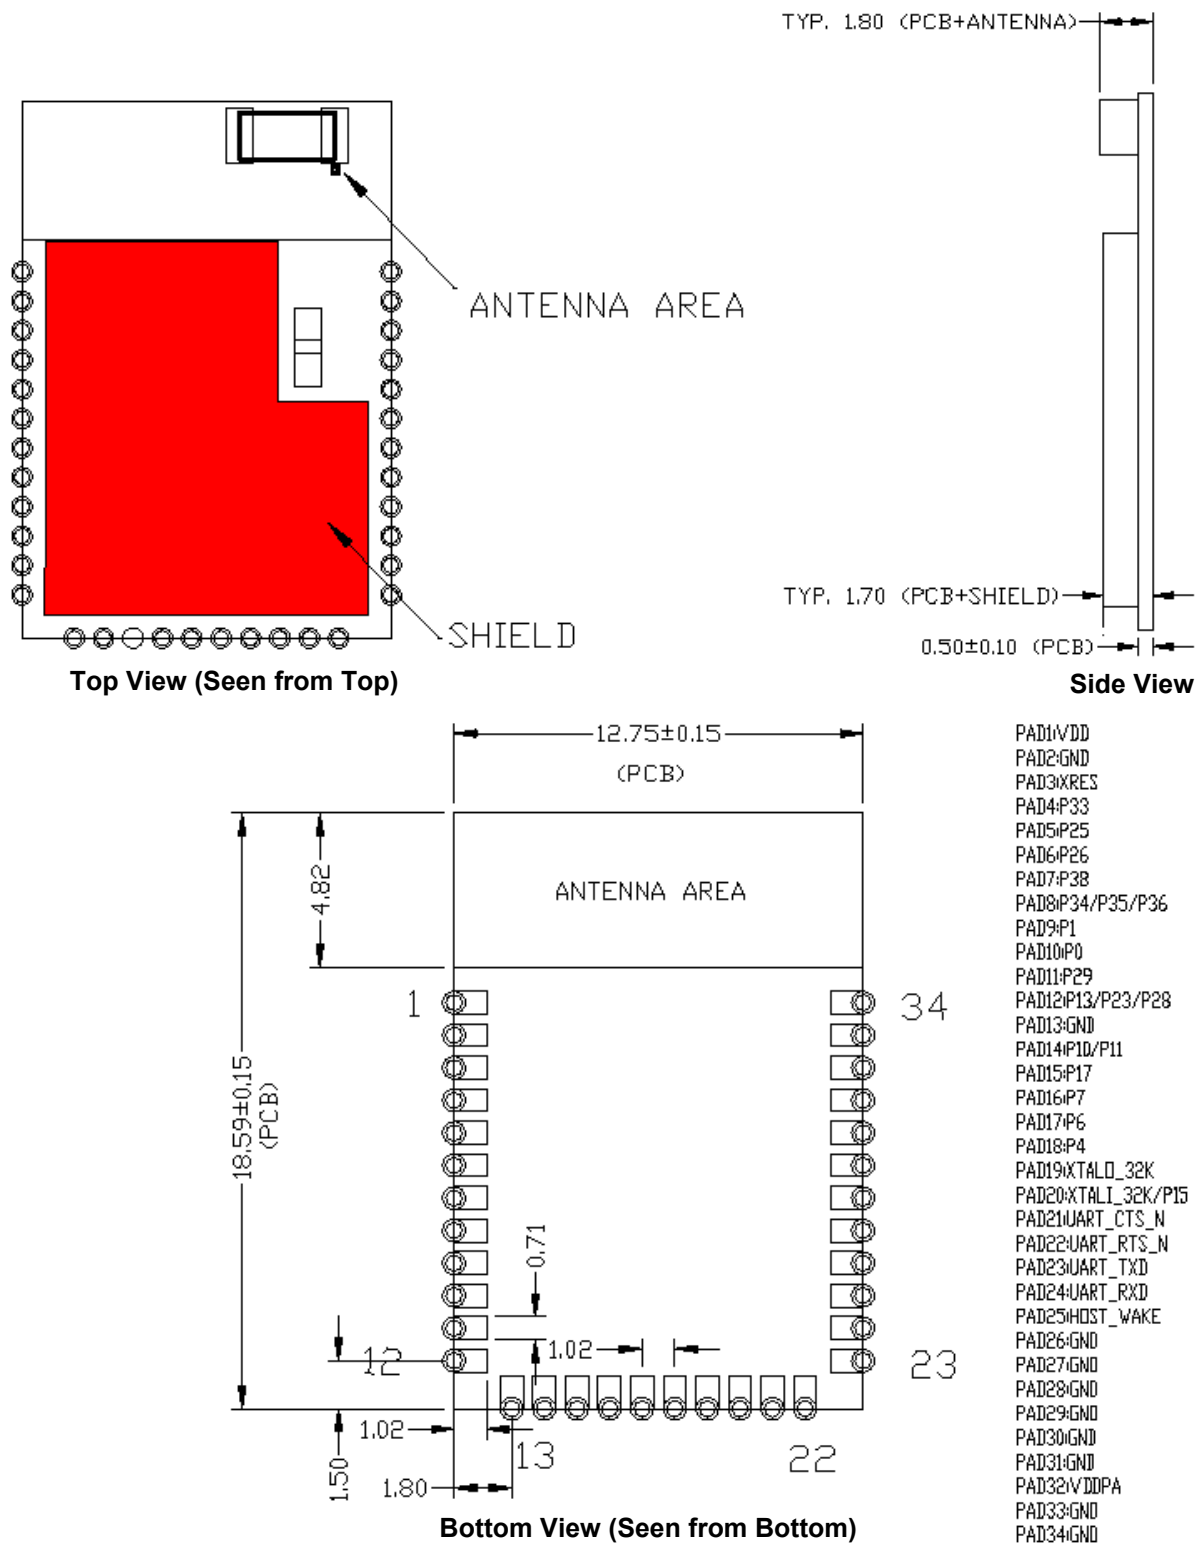 TYP. 1.80 (PCB+ANTENNA)
ANTENNA AREA
TYP. 1.70 (PCB+SHIELD)
SHIELD
0.50±0.10 (PCB)
Top View (Seen from Top)
Side View
12.75±0.15
(PCB)
4.82
ANTENNA AREA
18.59±0.15
(PCB)
1
34
0.71
1.02
12
23
1.02
13
22
1.50
1.80
Bottom View (Seen from Bottom)
PAD1:VDD
PAD2:GND
PAD3:XRES
PAD4:P33
PAD5:P25
PAD6:P26
PAD7:P38
PAD8:P34/P35/P36
PAD9:P1
PAD10:P0
PAD11:P29
PAD12:P13/P23/P28
PAD13:GND
PAD14:P10/P11
PAD15:P17
PAD16:P7
PAD17:P6
PAD18:P4
PAD19:XTALO_32K
PAD20:XTALI_32K/P15
PAD21:UART_CTS_N
PAD22:UART_RTS_N
PAD23:UART_TXD
PAD24:UART_RXD
PAD25:HOST_WAKE
PAD26:GND
PAD27:GND
PAD28:GND
PAD29:GND
PAD30:GND
PAD31:GND
PAD32:VDDPA
PAD33:GND
PAD34:GND